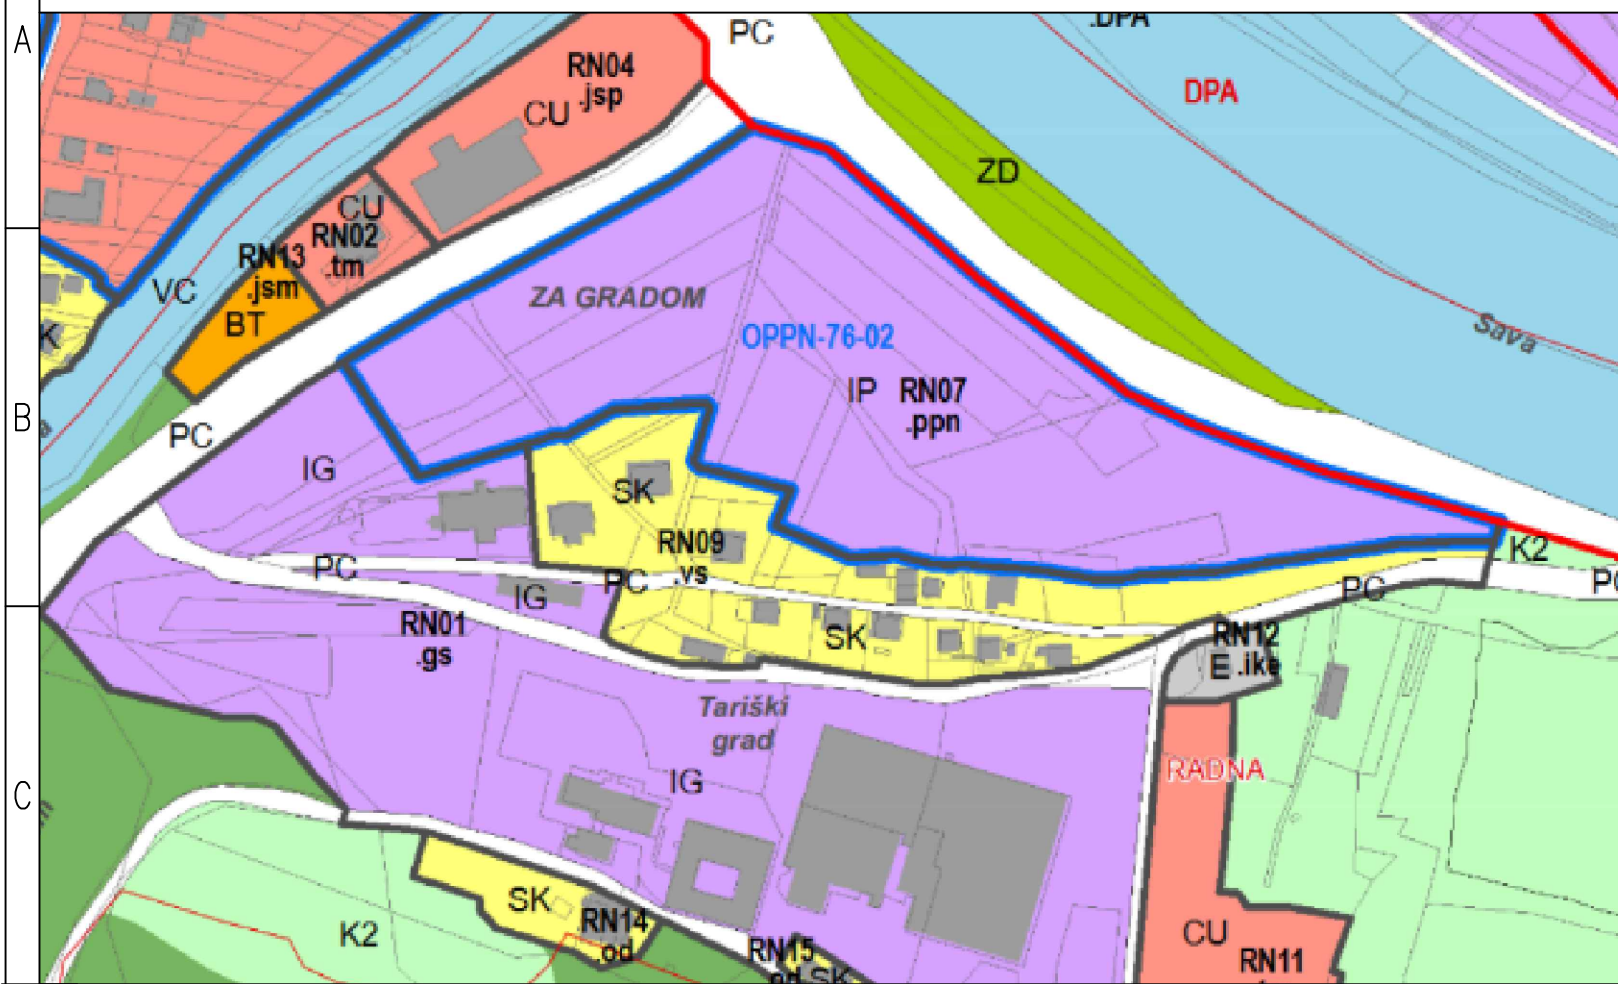 A
PC
.DPA
RN04
.jsp
CU
DPA
ZD
CU
RN02
.tm
RN13
.jsm
VC
BT
ZA GRADOM
OPPN-76-02
Sava
K
IP RN07
.ppn
B
PC
IG
SK
RN09
.vs
K2
PC
PC
PC
PC
IG
RN01
.gs
SK
RN12
E .ike
Tariški
grad
RADNA
IG
C
SK
RN14
.od
K2
CU
RN15
.od SK
RN11